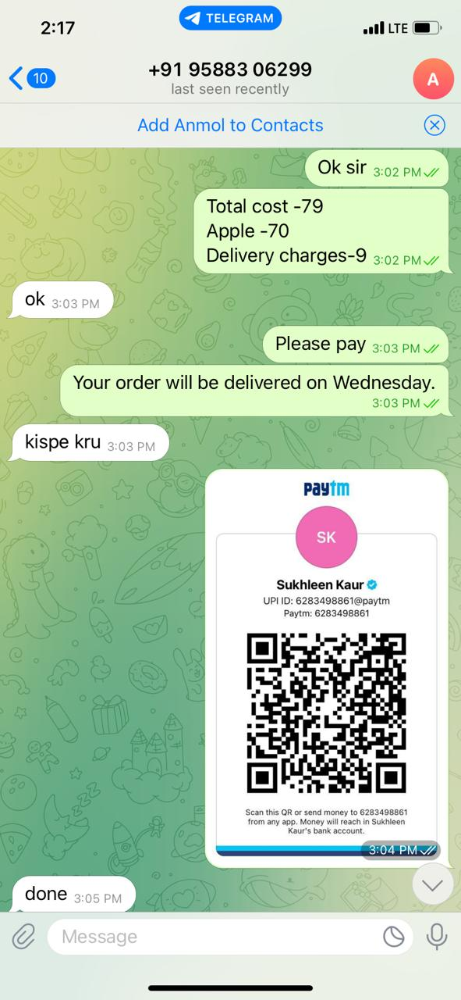 2:17
TELEGRAM
LTE
10
+91 95883 06299
last seen recently
A
Add Anmol to Contacts
Ok sir 3:02 PM
Total cost -79
Apple -70
Delivery charges-9 3:02 PM
ok 3:03 PM
Please pay 3:03 PM
Your order will be delivered on Wednesday.
3:03 PM
kispe kru 3:03 PM
paytm
SK
Sukhleen Kaur
UPI ID: 6283498861@paytm
Paytm: 6283498861
Scan this QR or send money to 6283498861
from any app. Money will reach in Sukhleen
Kaur's bank account.
3:04 PM
done 3:05 PM
Message